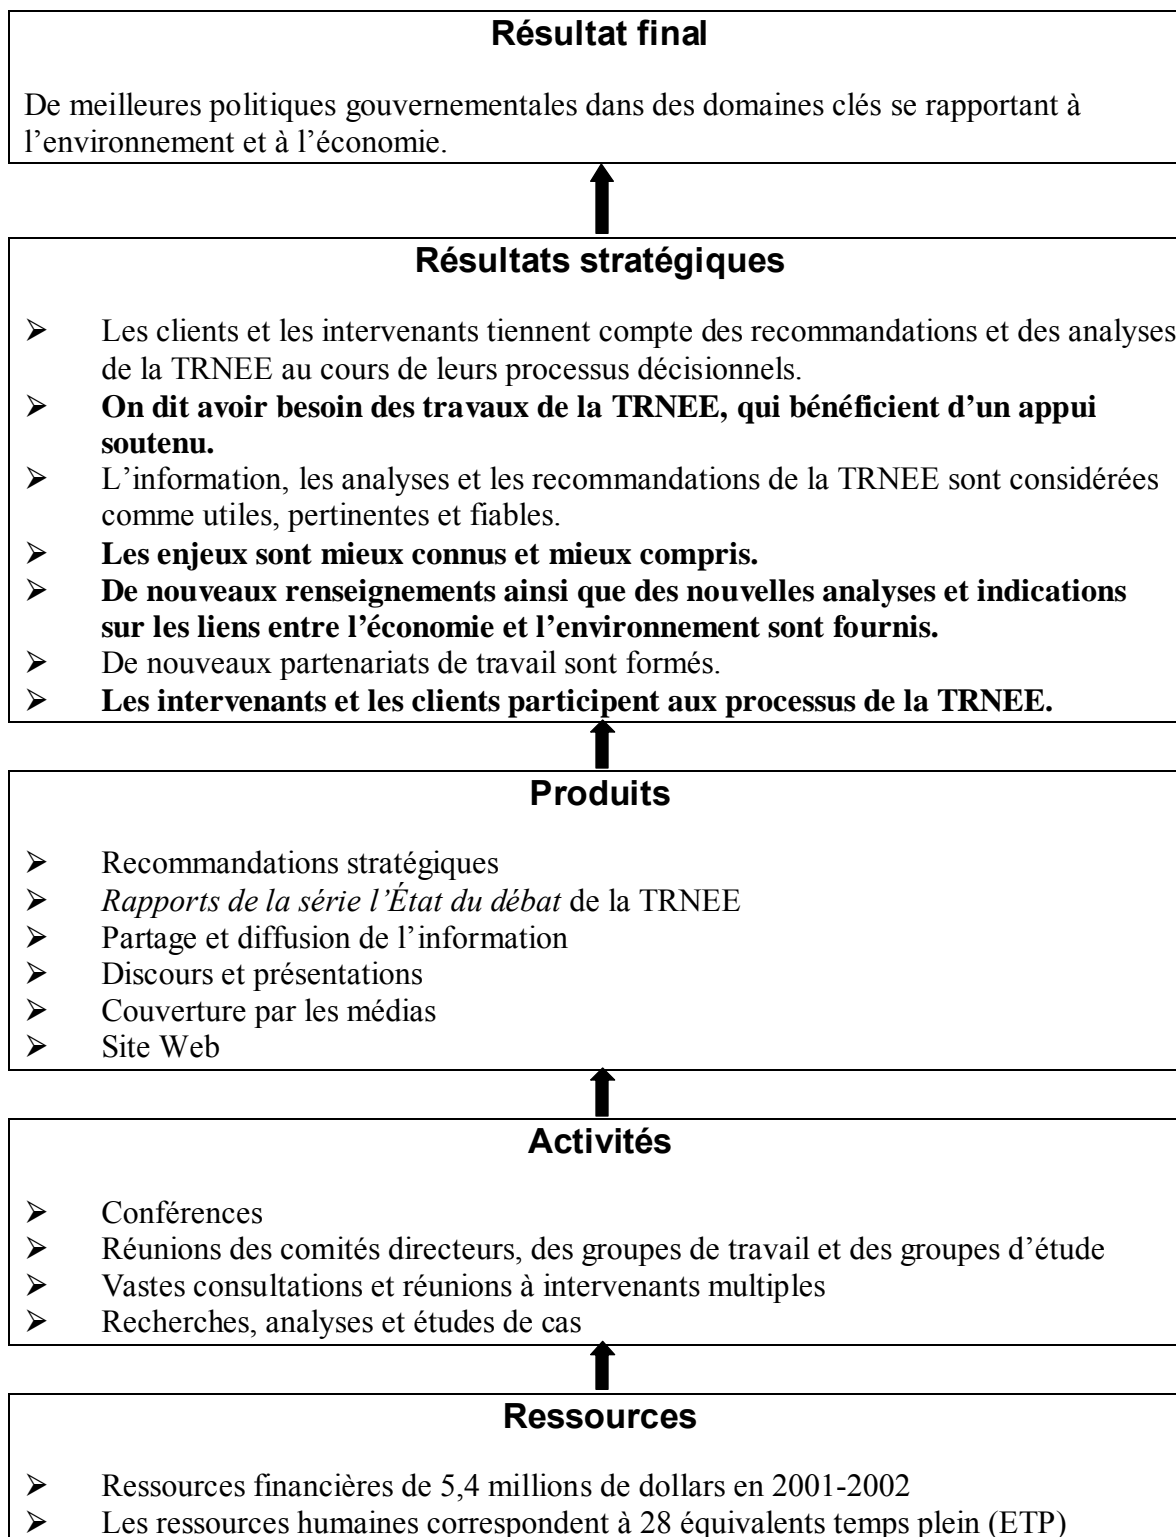 Résultat final
De meilleures politiques gouvernementales dans des domaines clés se rapportant à
l’environnement et à l’économie.
Résultats stratégiques
➢ Les clients et les intervenants tiennent compte des recommandations et des analyses
de la TRNEE au cours de leurs processus décisionnels.
➢ On dit avoir besoin des travaux de la TRNEE, qui bénéficient d’un appui
soutenu.
➢ L’information, les analyses et les recommandations de la TRNEE sont considérées
comme utiles, pertinentes et fiables.
➢ Les enjeux sont mieux connus et mieux compris.
➢ De nouveaux renseignements ainsi que des nouvelles analyses et indications
sur les liens entre l’économie et l’environnement sont fournis.
➢ De nouveaux partenariats de travail sont formés.
➢ Les intervenants et les clients participent aux processus de la TRNEE.
Produits
➢ Recommandations stratégiques
➢ Rapports de la série l’État du débat de la TRNEE
➢ Partage et diffusion de l’information
➢ Discours et présentations
➢ Couverture par les médias
➢ Site Web
Activités
➢ Conférences
➢ Réunions des comités directeurs, des groupes de travail et des groupes d’étude
➢ Vastes consultations et réunions à intervenants multiples
➢ Recherches, analyses et études de cas
Ressources
➢ Ressources financières de 5,4 millions de dollars en 2001-2002
➢ Les ressources humaines correspondent à 28 équivalents temps plein (ETP)